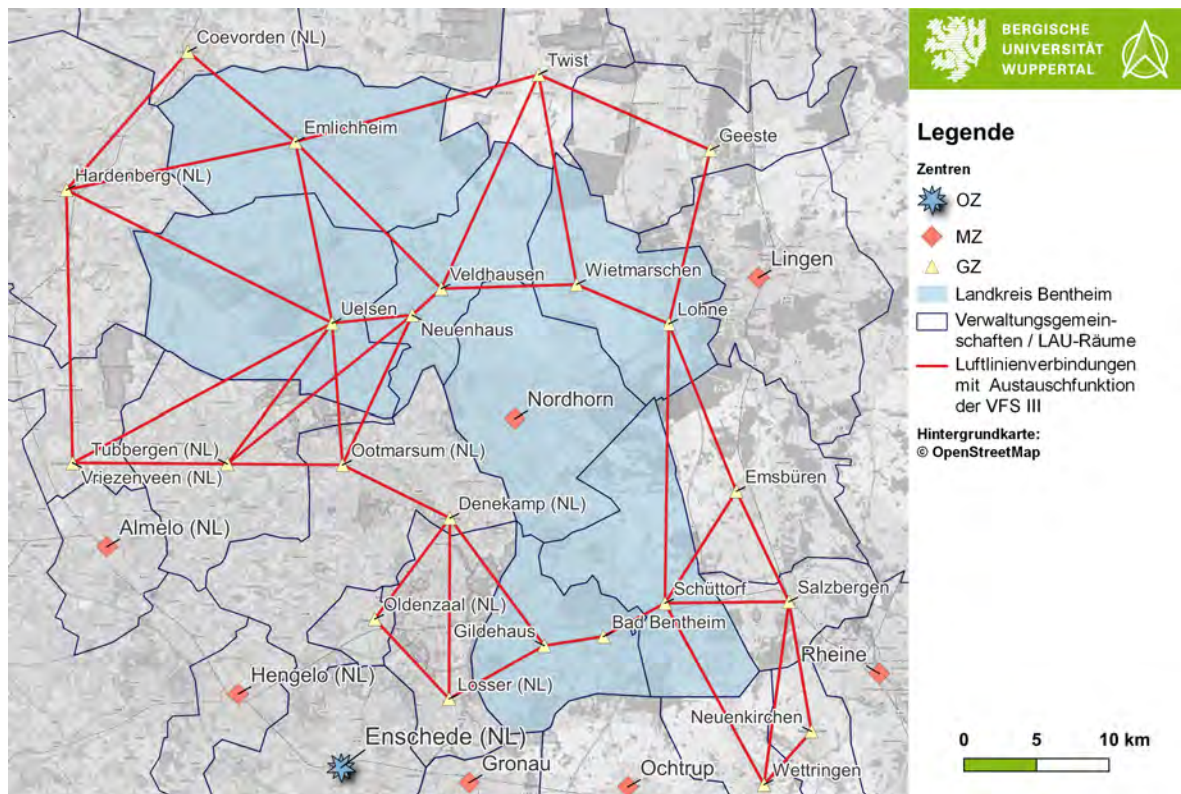 Coevorden (NL)
Twist
Emlichheim
Geeste
Hardenberg (NL)
Lingen
Veldhausen
Wietmarschen
Uelsen
Neuenhaus
Lohne
Nordhorn
Tubbergen (NL)
Vriezenveen (NL)
Ootmarsum (NL)
Emsbüren
Denekamp (NL)
Almelo (NL)
Schüttorf
Salzbergen
Oldenzaal (NL)
Gildehaus
Bad Bentheim
Rheine
Hengelo (NL)
Losser (NL)
Neuenkirchen
Enschede (NL)
Gronau
Ochtrup
Wettringen
BERGISCHE
UNIVERSITÄT
WUPPERTAL
Legende
Zentren
OZ
MZ
GZ
Landkreis Bentheim
Verwaltungsgemein-
schaften / LAU-Räume
Luftlinienverbindungen
mit Austauschfunktion
der VFS III
Hintergrundkarte:
© OpenStreetMap
0 5 10 km